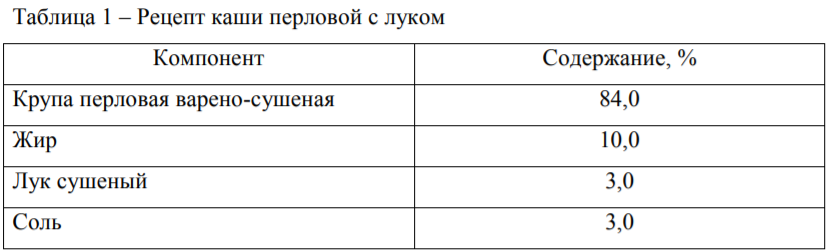 Таблица 1 – Рецепт каши перловой с луком
Компонент Содержание, %
Крупа перловая варено-сушеная 84,0
Жир 10,0
Лук сушеный 3,0
Соль 3,0